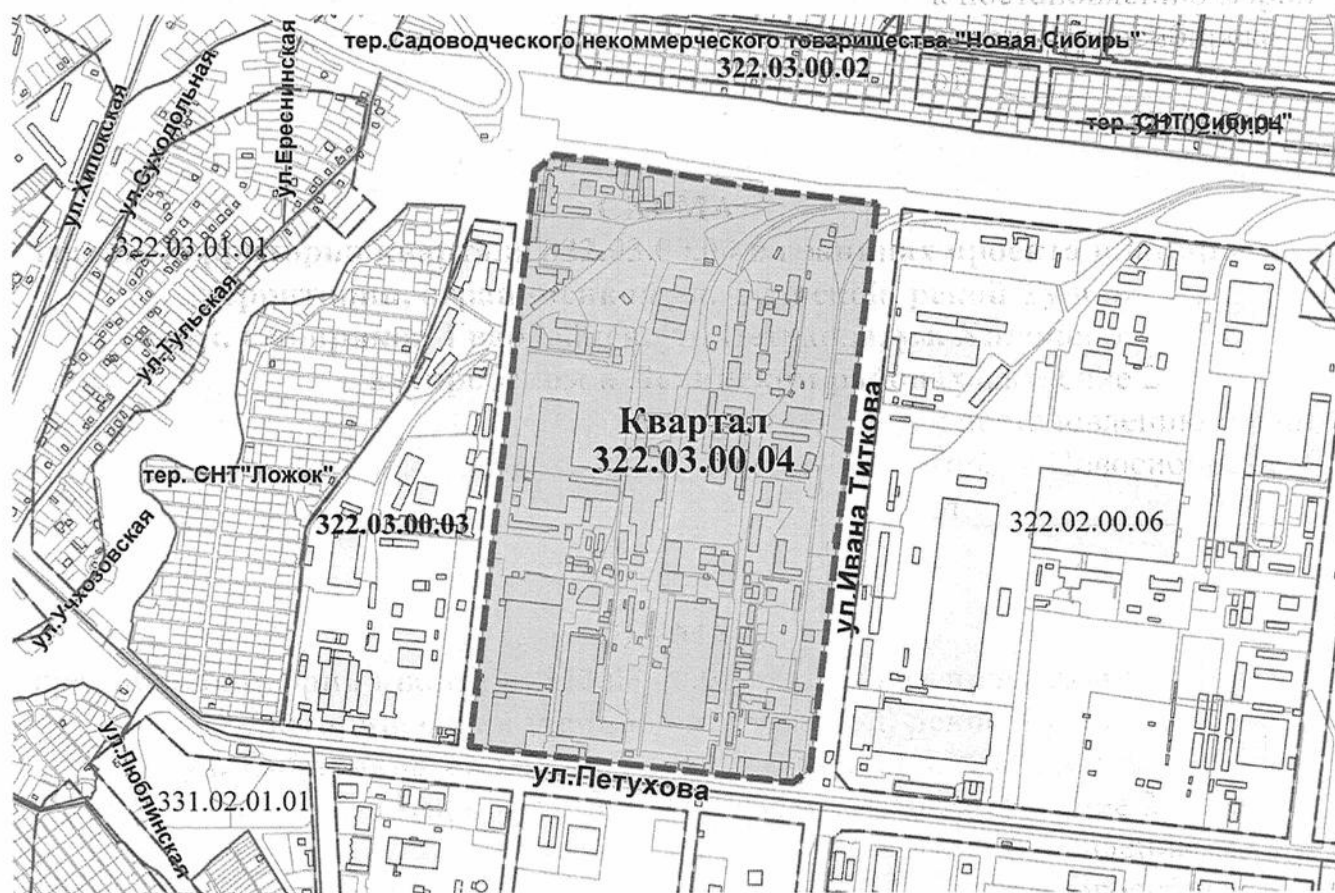 тер.Садоводческого некоммерческого товарищества "Новая Сибирь"
322.03.00.02
тер. СНТ"Сибирь"
ул.Хилокская
ул.Суходольная
ул.Ереснинская
322.03.01.01
ул.Тульская
Квартал
322.03.00.04
ул.Ивана Титкова
тер. СНТ"Ложок"
322.03.00.03
322.02.00.06
ул.Учхозовская
ул.Петухова
ул.Люблинская
331.02.01.01